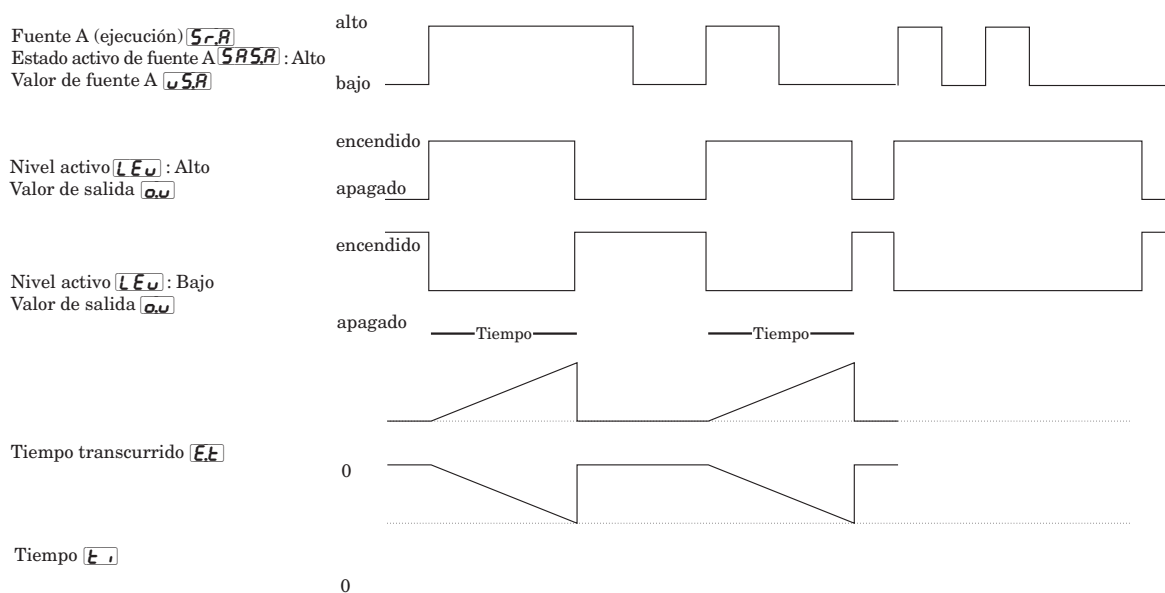 alto
Fuente A (ejecución) Sr.A
Estado activo de fuente A SAS.A : Alto
Valor de fuente A uS.A
bajo
encendido
Nivel activo LEu : Alto
Valor de salida o.u
apagado
encendido
Nivel activo LEu : Bajo
Valor de salida o.u
apagado
Tiempo
Tiempo
Tiempo transcurrido E.t
0
Tiempo ti
0